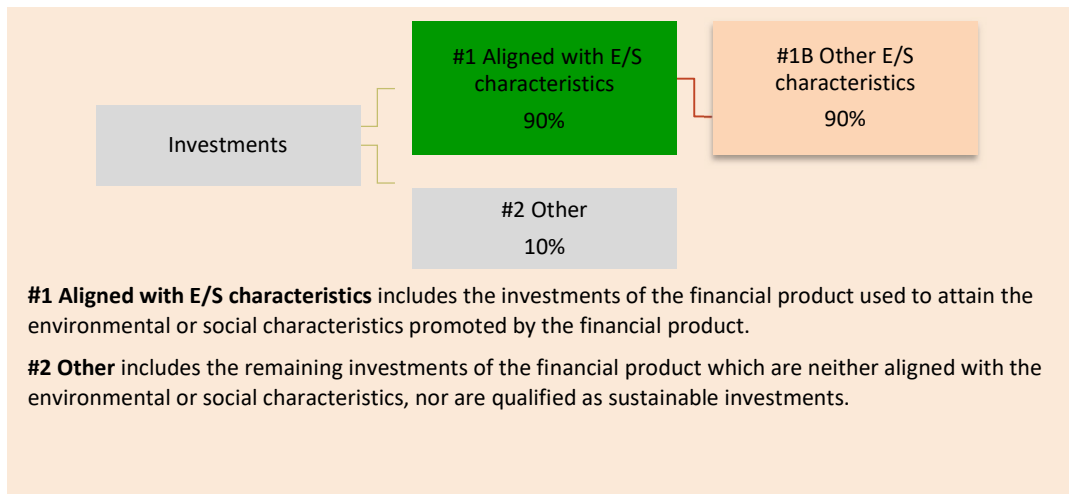 #1 Aligned with E/S
characteristics
90%
#1B Other E/S
characteristics
90%
Investments
#2 Other
10%
#1 Aligned with E/S characteristics includes the investments of the financial product used to attain the
environmental or social characteristics promoted by the financial product.
#2 Other includes the remaining investments of the financial product which are neither aligned with the
environmental or social characteristics, nor are qualified as sustainable investments.